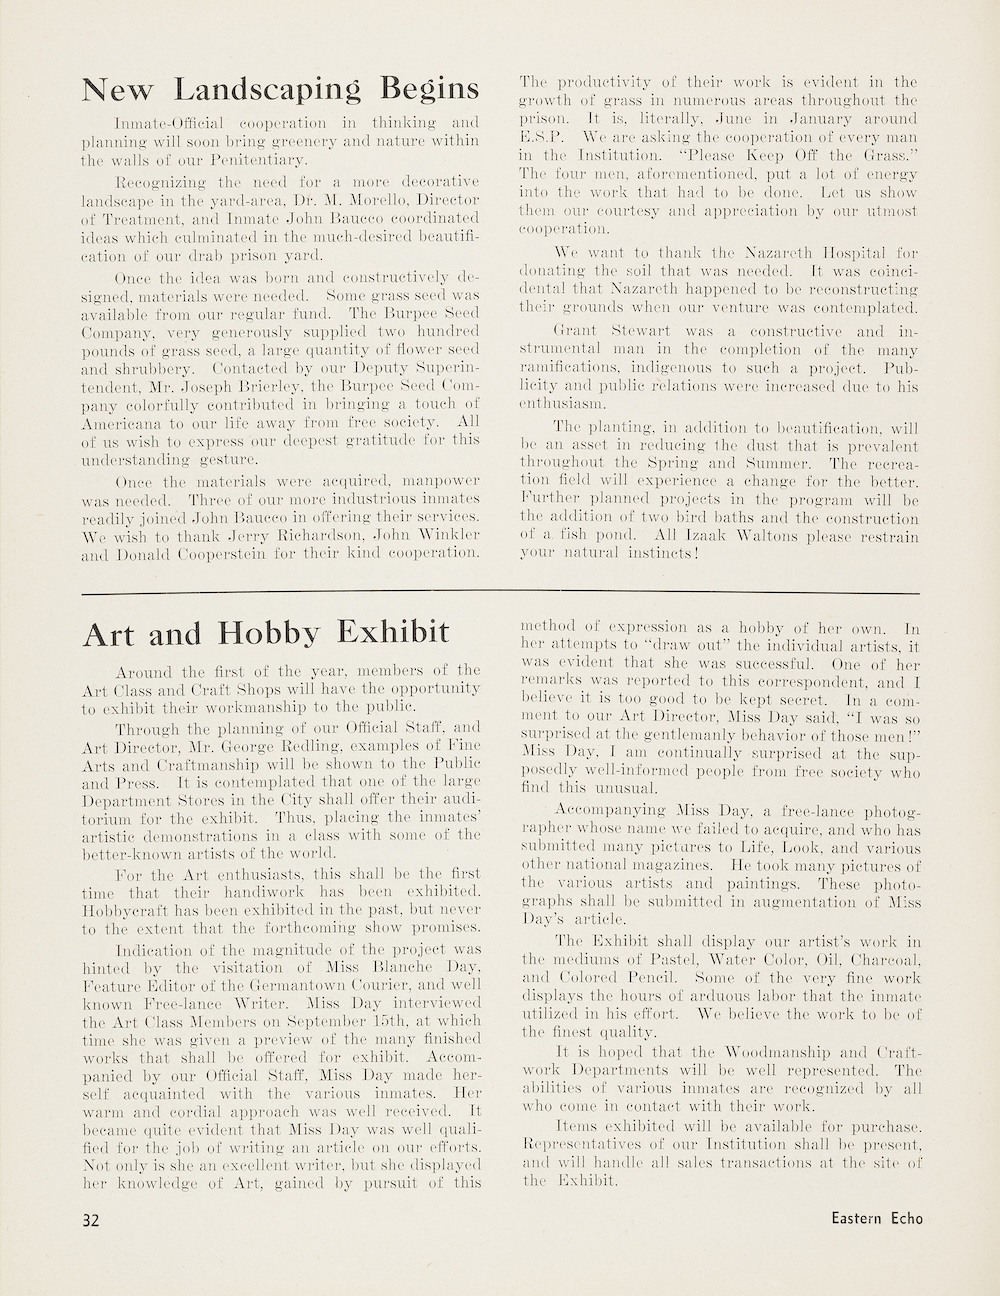 New Landscaping Begins
Inmate-Official cooperation in thinking and
planning will soon bring greenery and nature within
the walls of our Penitentiary.
Recognizing the need for a more decorative
landscape in the yard-area, Dr. M. Morello, Director
of Treatment, and Inmate John Baucco coordinated
ideas which culminated in the much-desired beautifi-
cation of our drab prison yard.
Once the idea was born and constructively de-
signed, materials were needed. Some grass seed was
available from our regular fund. The Burpee Seed
Company, very generously supplied two hundred
pounds of grass seed, a large quantity of flower seed
and shrubbery. Contacted by our Deputy Superin-
tendent, Mr. Joseph Brierley, the Burpee Seed Com-
pany colorfully contributed in bringing a touch of
Americana to our life away from free society. All
of us wish to express our deepest gratitude for this
understanding gesture.
Once the materials were acquired, manpower
was needed. Three of our more industrious inmates
readily joined John Baucco in offering their services.
We wish to thank Jerry Richardson, John Winkler
and Donald Cooperstein for their kind cooperation.
The productivity of their work is evident in the
growth of grass in numerous areas throughout the
prison. It is, literally, June in January around
E.S.P. We are asking the cooperation of every man
in the Institution. "Please Keep Off the Grass."
The four men, aforementioned, put a lot of energy
into the work that had to be done. Let us show
them our courtesy and appreciation by our utmost
cooperation.
We want to thank the Nazareth Hospital for
donating the soil that was needed. It was coinci-
dental that Nazareth happened to be reconstructing
their grounds when our venture was contemplated.
Grant Stewart was a constructive and in-
strumental man in the completion of the many
ramifications, indigenous to such a project. Pub-
licity and public relations were increased due to his
enthusiasm.
The planting, in addition to beautification, will
be an asset in reducing the dust that is prevalent
throughout the Spring and Summer. The recrea-
tion field will experience a change for the better.
Further planned projects in the program will be
the addition of two bird baths and the construction
of a fish pond. All Izaak Waltons please restrain
your natural instincts!
Art and Hobby Exhibit
Around the first of the year, members of the
Art Class and Craft Shops will have the opportunity
to exhibit their workmanship to the public.
Through the planning of our Official Staff, and
Art Director, Mr. George Redling, examples of Fine
Arts and Craftmanship will be shown to the Public
and Press. It is contemplated that one of the large
Department Stores in the City shall offer their audi-
torium for the exhibit. Thus, placing the inmates'
artistic demonstrations in a class with some of the
better-known artists of the world.
For the Art enthusiasts, this shall be the first
time that their handiwork has been exhibited.
Hobbycraft has been exhibited in the past, but never
to the extent that the forthcoming show promises.
Indication of the magnitude of the project was
hinted by the visitation of Miss Blanche Day,
Feature Editor of the Germantown Courier, and well
known Free-lance Writer. Miss Day interviewed
the Art Class Members on September 15th, at which
time she was given a preview of the many finished
works that shall be offered for exhibit. Accom-
panied by our Official Staff, Miss Day made her-
self acquainted with the various inmates. Her
warm and cordial approach was well received. It
became quite evident that Miss Day was well quali-
fied for the job of writing an article on our efforts.
Not only is she an excellent writer, but she displayed
her knowledge of Art, gained by pursuit of this
method of expression as a hobby of her own. In
her attempts to "draw out" the individual artists, it
was evident that she was successful. One of her
remarks was reported to this correspondent, and I
believe it is too good to be kept secret. In a com-
ment to our Art Director, Miss Day said, "I was so
surprised at the gentlemanly behavior of those men!"
Miss Day, I am continually surprised at the sup-
posedly well-informed people from free society who
find this unusual.
Accompanying Miss Day, a free-lance photog-
rapher whose name we failed to acquire, and who has
submitted many pictures to Life, Look, and various
other national magazines. He took many pictures of
the various artists and paintings. These photo-
graphs shall be submitted in augmentation of Miss
Day's article.
The Exhibit shall display our artist's work in
the mediums of Pastel, Water Color, Oil, Charcoal,
and Colored Pencil. Some of the very fine work
displays the hours of arduous labor that the inmate
utilized in his effort. We believe the work to be of
the finest quality.
It is hoped that the Woodmanship and Craft-
work Departments will be well represented. The
abilities of various inmates are recognized by all
who come in contact with their work.
Items exhibited will be available for purchase.
Representatives of our Institution shall be present,
and will handle all sales transactions at the site of
the Exhibit.
32
Eastern Echo